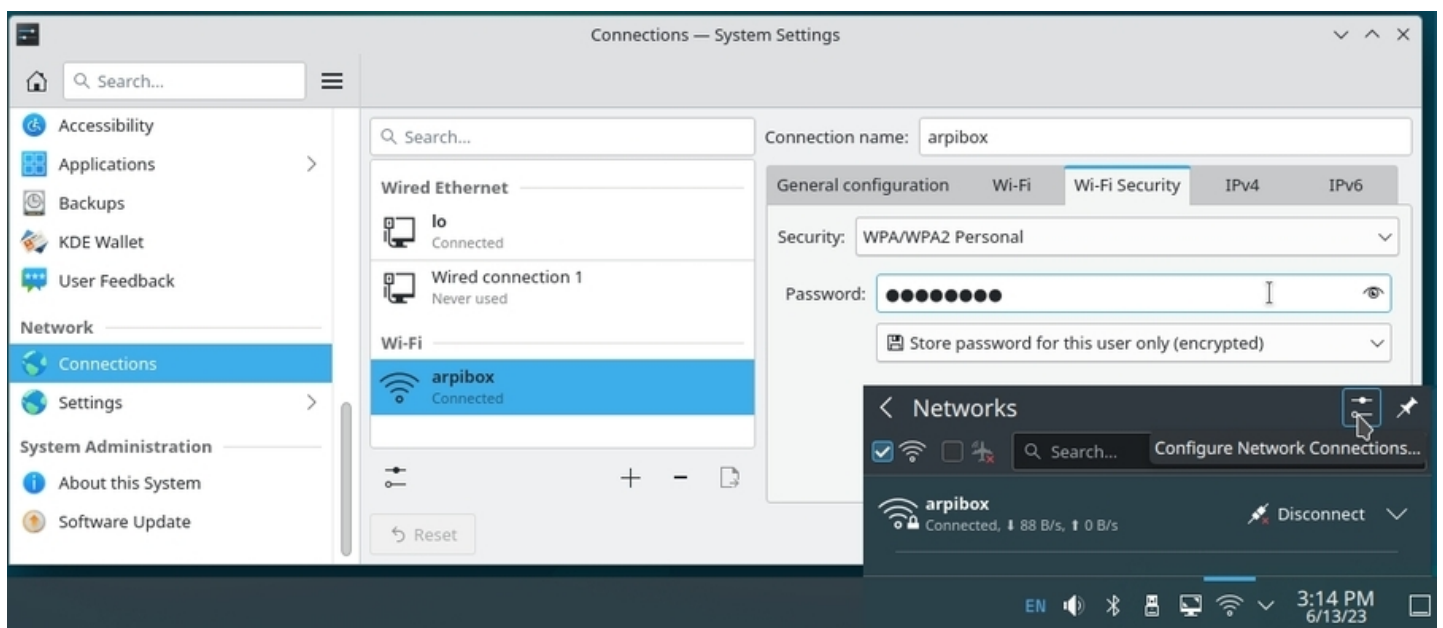 Connections — System Settings
Search...
Accessibility
Applications
Backups
KDE Wallet
User Feedback
Network
Connections
Settings
System Administration
About this System
Software Update
Search...
Wired Ethernet
lo
Connected
Wired connection 1
Never used
Wi-Fi
arpibox
Connected
Reset
Connection name: arpibox
General configuration Wi-Fi Wi-Fi Security IPv4 IPv6
Security: WPA/WPA2 Personal
Password: ●●●●●●●●
Store password for this user only (encrypted)
Networks
Search...
Configure Network Connections...
arpibox
Connected, ⬇ 88 B/s, ⬆ 0 B/s
Disconnect
EN
3:14 PM
6/13/23